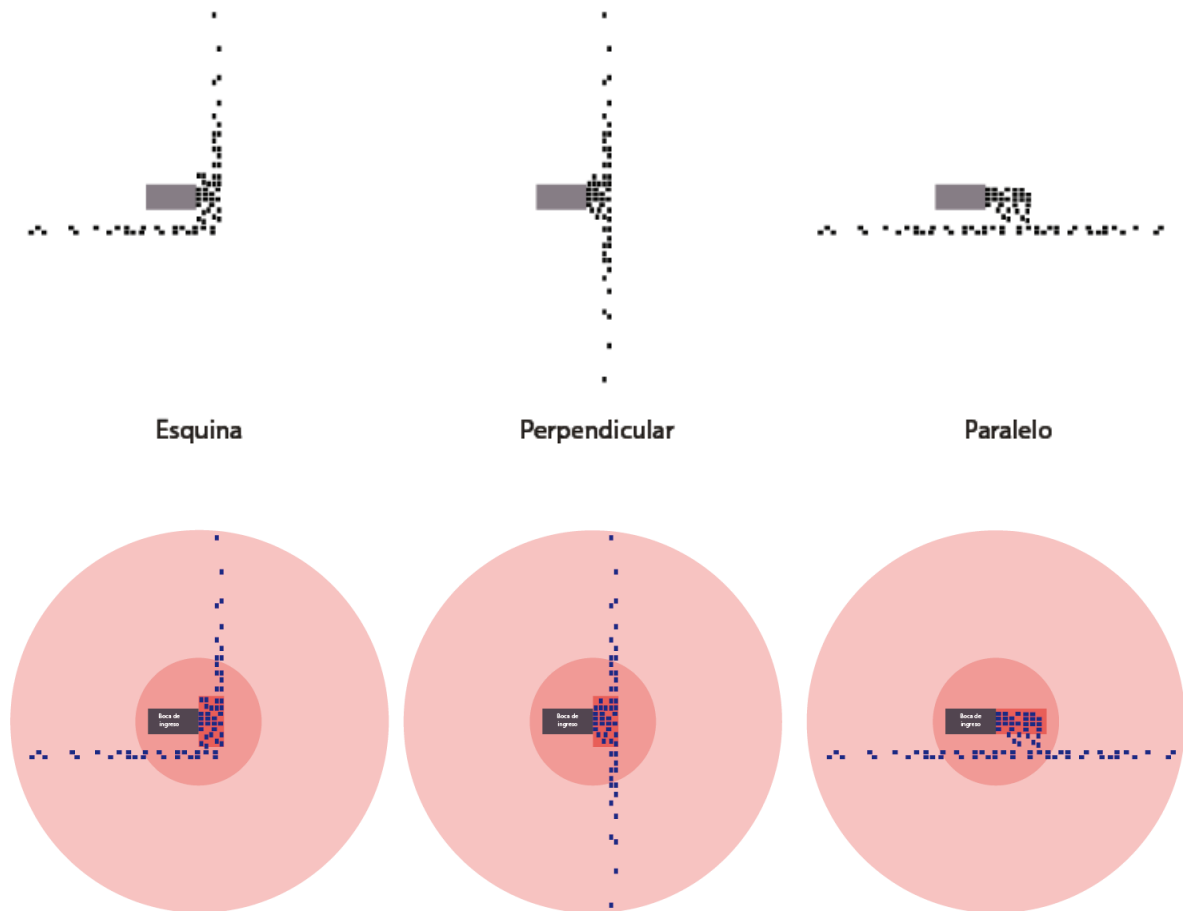 Esquina
Perpendicular
Paralelo
Boca de
ingreso
Boca de
ingreso
Boca de
ingreso